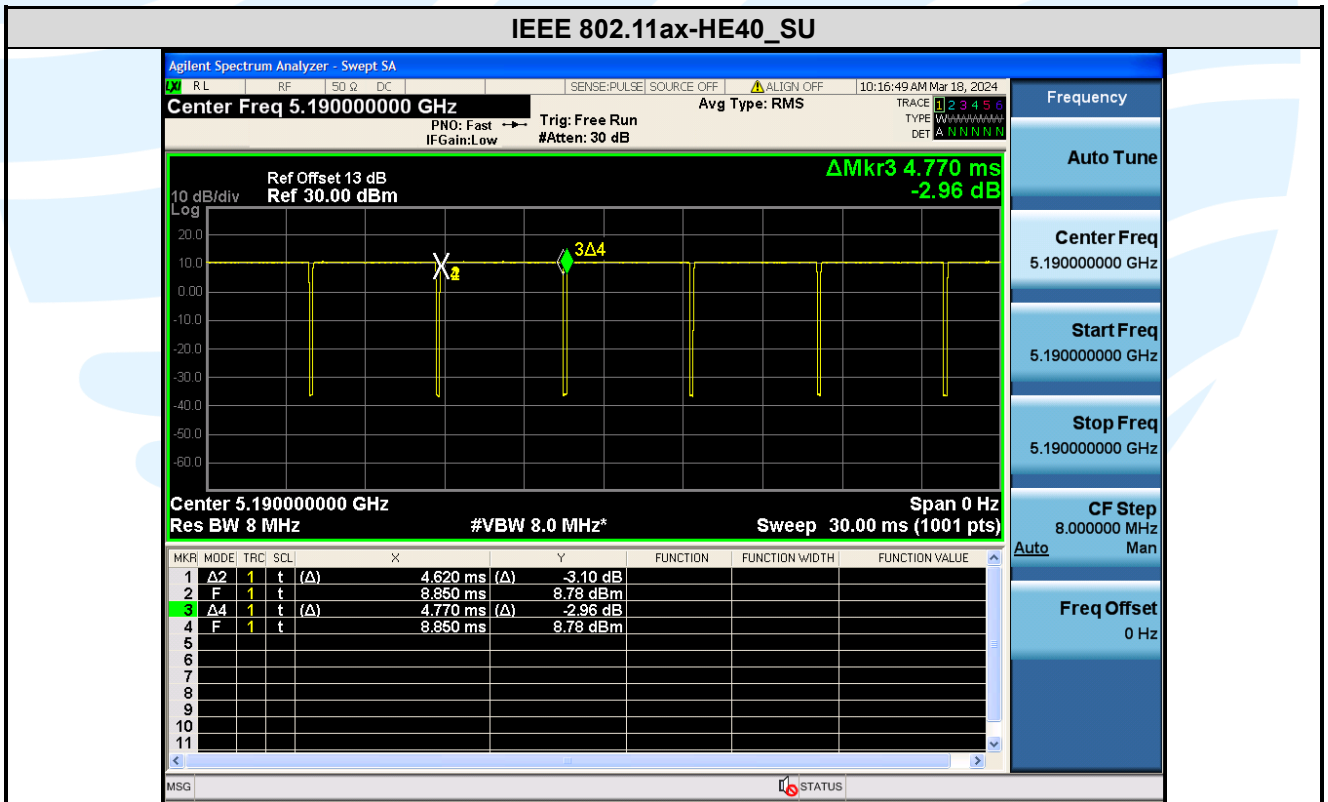 IEEE 802.11ax-HE40_SU
Agilent Spectrum Analyzer - Swept SA
LXI RL RF 50 Ω DC SENSE:PULSE SOURCE OFF ALIGN OFF 10:16:49 AM Mar 18, 2024
Center Freq 5.190000000 GHz Avg Type: RMS TRACE 1 2 3 4 5 6
PNO: Fast Trig: Free Run TYPE WWWWWW
IFGain:Low #Atten: 30 dB DET A N N N N N
ΔMkr3 4.770 ms
Ref Offset 13 dB
10 dB/div Ref 30.00 dBm -2.96 dB
Log
20.0
3Δ4
10.0
2
0.00
-10.0
-20.0
-30.0
-40.0
-50.0
-60.0
Center 5.190000000 GHz Span 0 Hz
Res BW 8 MHz #VBW 8.0 MHz* Sweep 30.00 ms (1001 pts)
MKR MODE TRC SCL X Y FUNCTION FUNCTION WIDTH FUNCTION VALUE
1 Δ2 1 t (Δ) 4.620 ms (Δ) -3.10 dB
2 F 1 t 8.850 ms 8.78 dBm
3 Δ4 1 t (Δ) 4.770 ms (Δ) -2.96 dB
4 F 1 t 8.850 ms 8.78 dBm
5
6
7
8
9
10
11
MSG STATUS
Frequency
Auto Tune
Center Freq
5.190000000 GHz
Start Freq
5.190000000 GHz
Stop Freq
5.190000000 GHz
CF Step
8.000000 MHz
Auto Man
Freq Offset
0 Hz